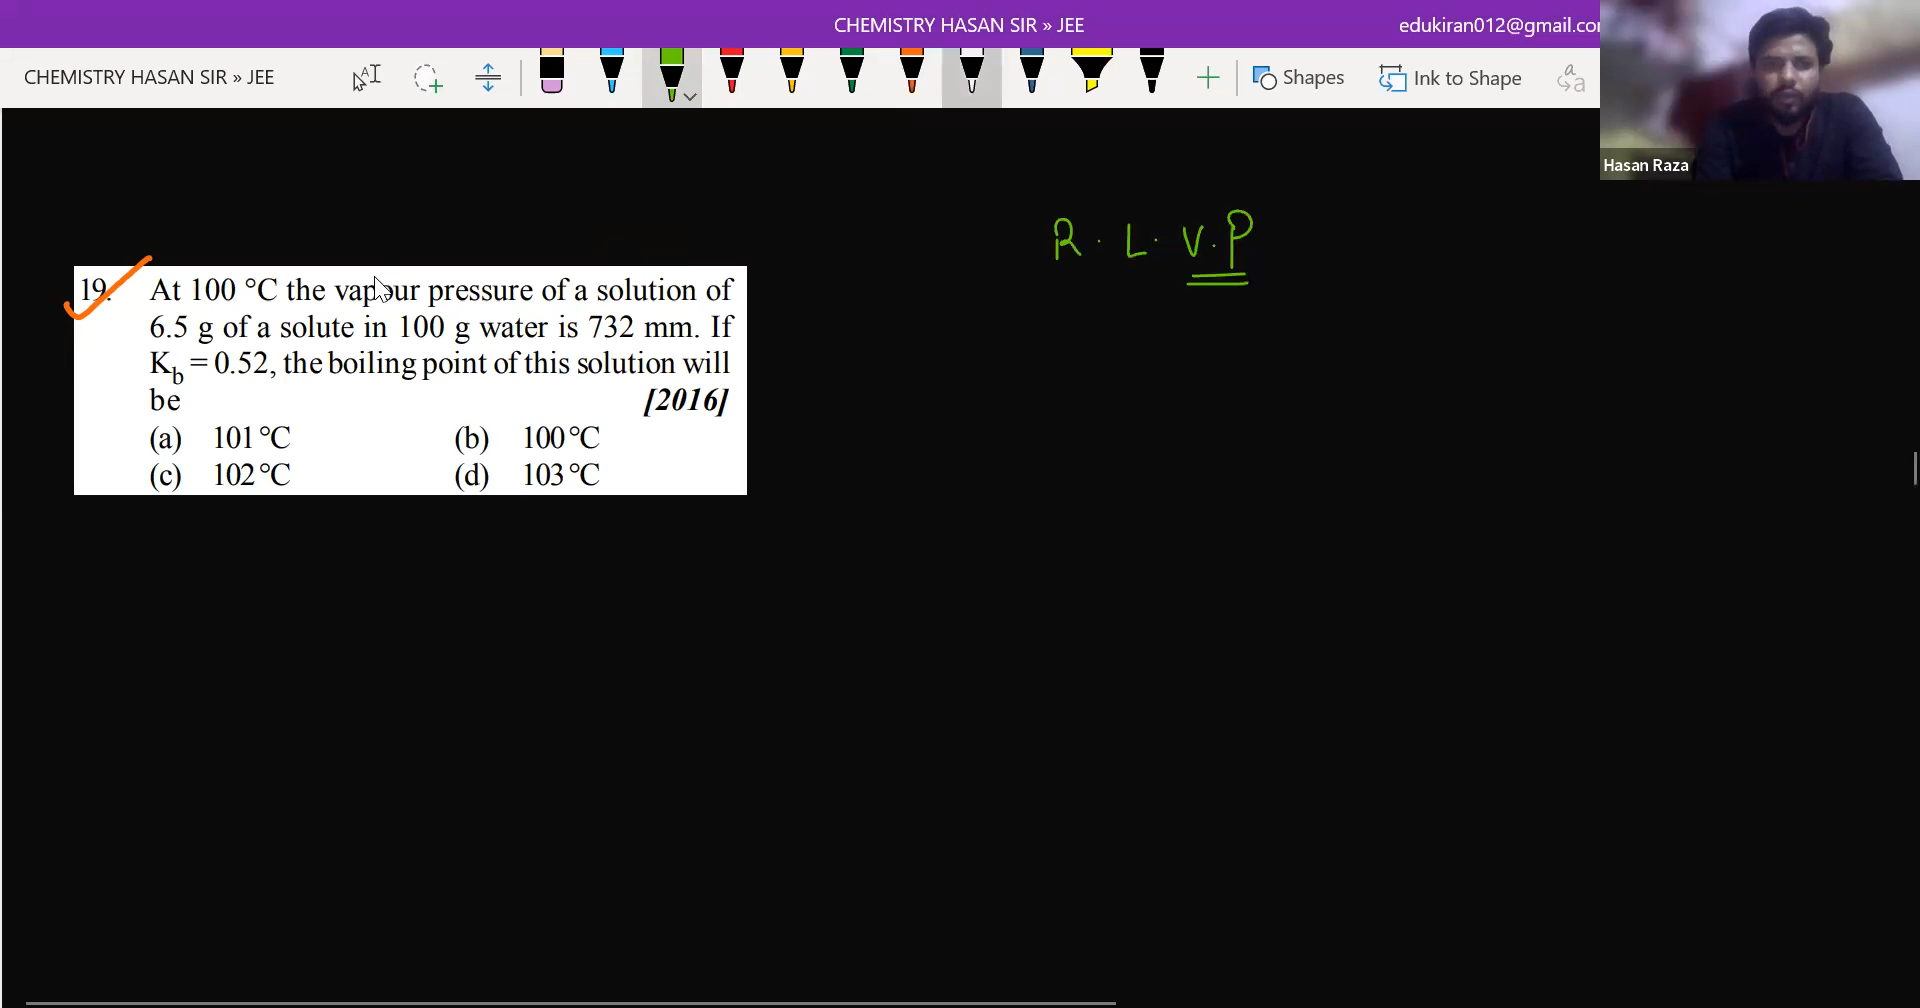 CHEMISTRY HASAN SIR » JEE
edukiran012@gmail.co
CHEMISTRY HASAN SIR » JEE
Shapes
Ink to Shape
Hasan Raza
R. L. V.P
19. At 100 °C the vapour pressure of a solution of
6.5 g of a solute in 100 g water is 732 mm. If
Kb = 0.52, the boiling point of this solution will
be [2016]
(a) 101°C (b) 100°C
(c) 102°C (d) 103°C